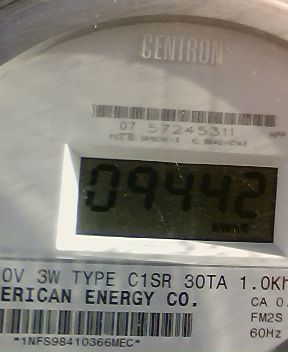 CENTRON®
07 57245311
09442
0V 3W TYPE C1SR 30TA 1.0Kh
ERICAN ENERGY CO.
CA 0.
FM2S
60Hz
*1NFS98410366MEC*